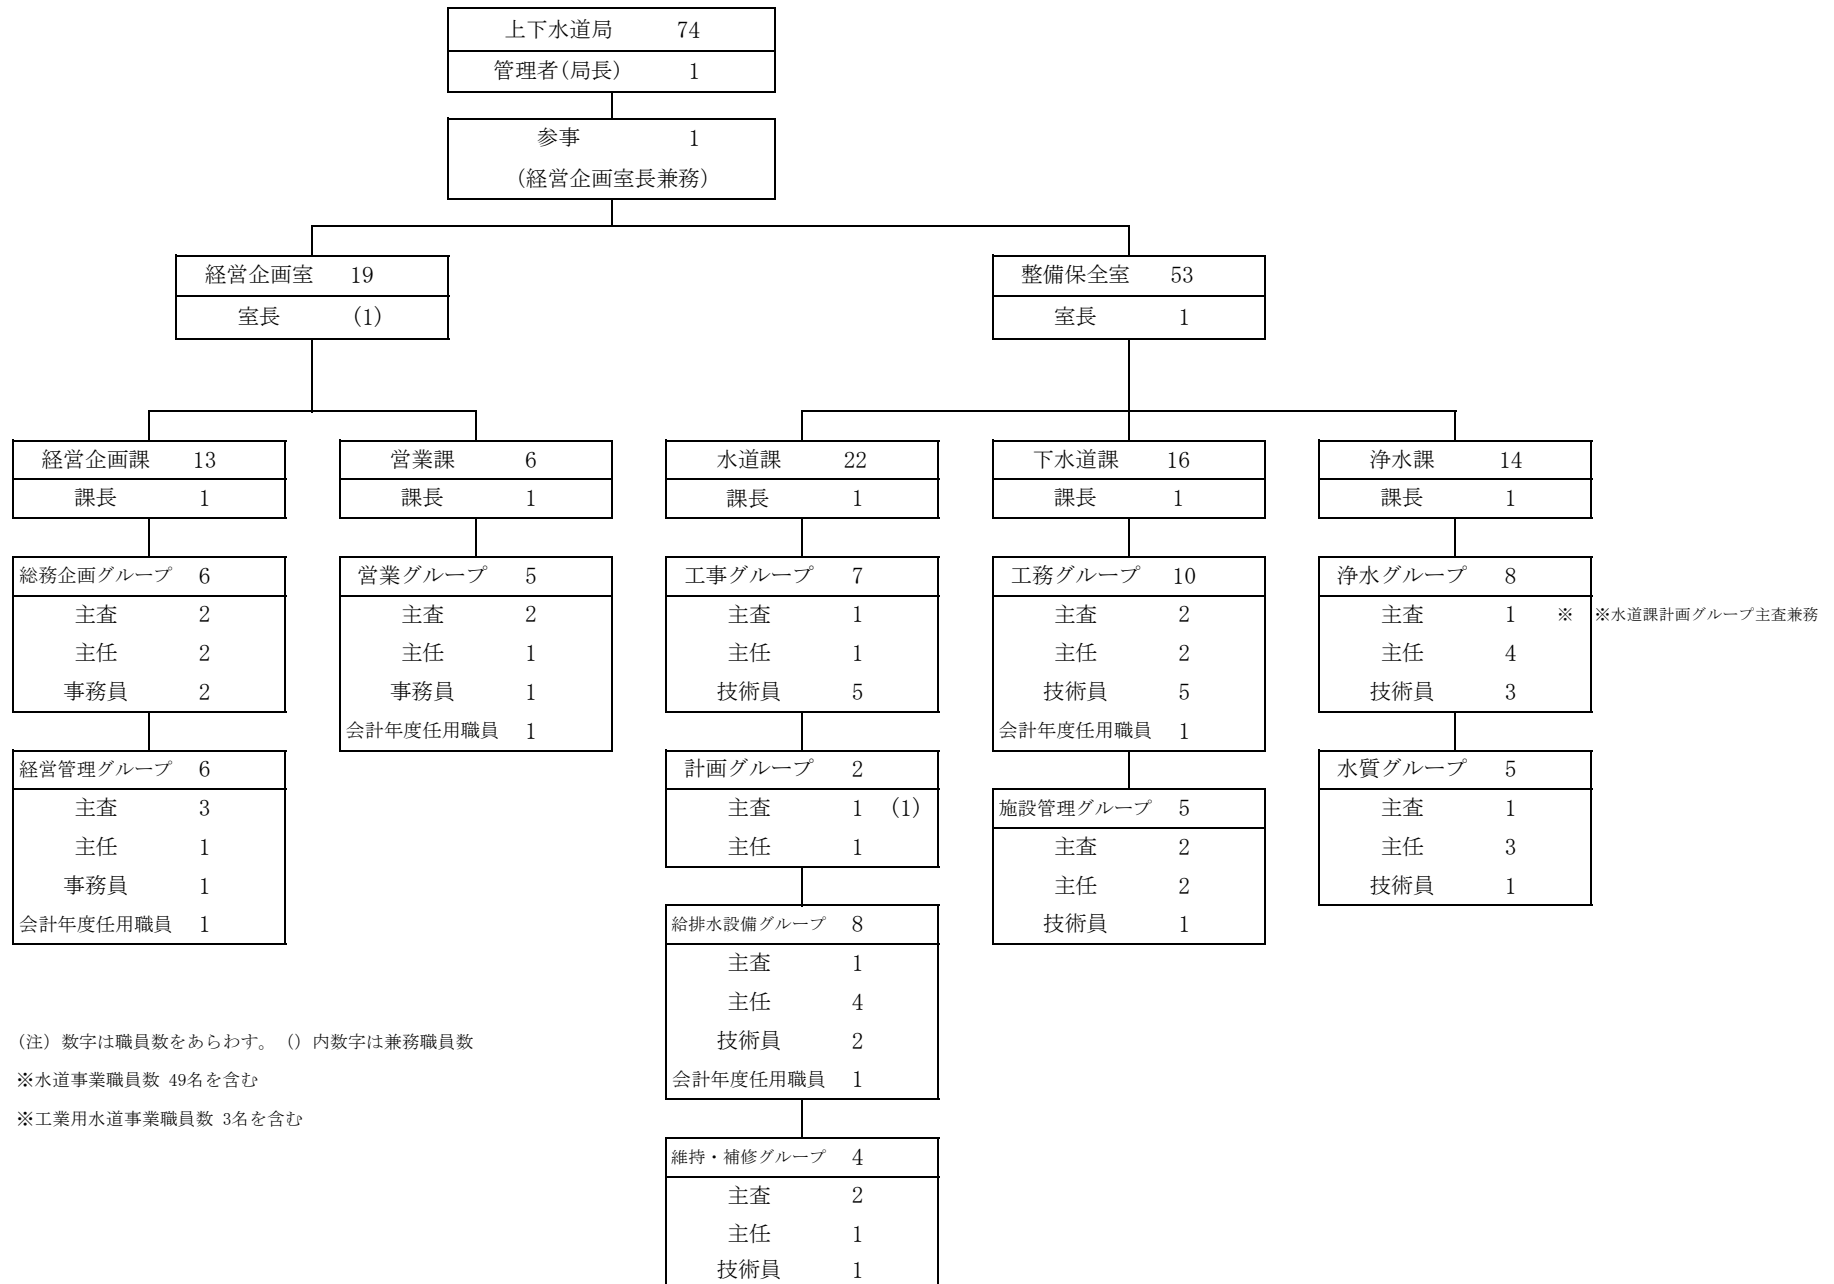 上下水道局 74
管理者(局長) 1
参事 1
(経営企画室長兼務)
経営企画室 19
室長 (1)
整備保全室 53
室長 1
経営企画課 13
課長 1
総務企画グループ 6
主査 2
主任 2
事務員 2
経営管理グループ 6
主査 3
主任 1
事務員 1
会計年度任用職員 1
営業課 6
課長 1
営業グループ 5
主査 2
主任 1
事務員 1
会計年度任用職員 1
水道課 22
課長 1
工事グループ 7
主査 1
主任 1
技術員 5
計画グループ 2
主査 1 (1)
主任 1
給排水設備グループ 8
主査 1
主任 4
技術員 2
会計年度任用職員 1
維持・補修グループ 4
主査 2
主任 1
技術員 1
下水道課 16
課長 1
工務グループ 10
主査 2
主任 2
技術員 5
会計年度任用職員 1
施設管理グループ 5
主査 2
主任 2
技術員 1
浄水課 14
課長 1
浄水グループ 8
主査 1 ※ ※水道課計画グループ主査兼務
主任 4
技術員 3
水質グループ 5
主査 1
主任 3
技術員 1
(注) 数字は職員数をあらわす。 () 内数字は兼務職員数
※水道事業職員数 49名を含む
※工業用水道事業職員数 3名を含む